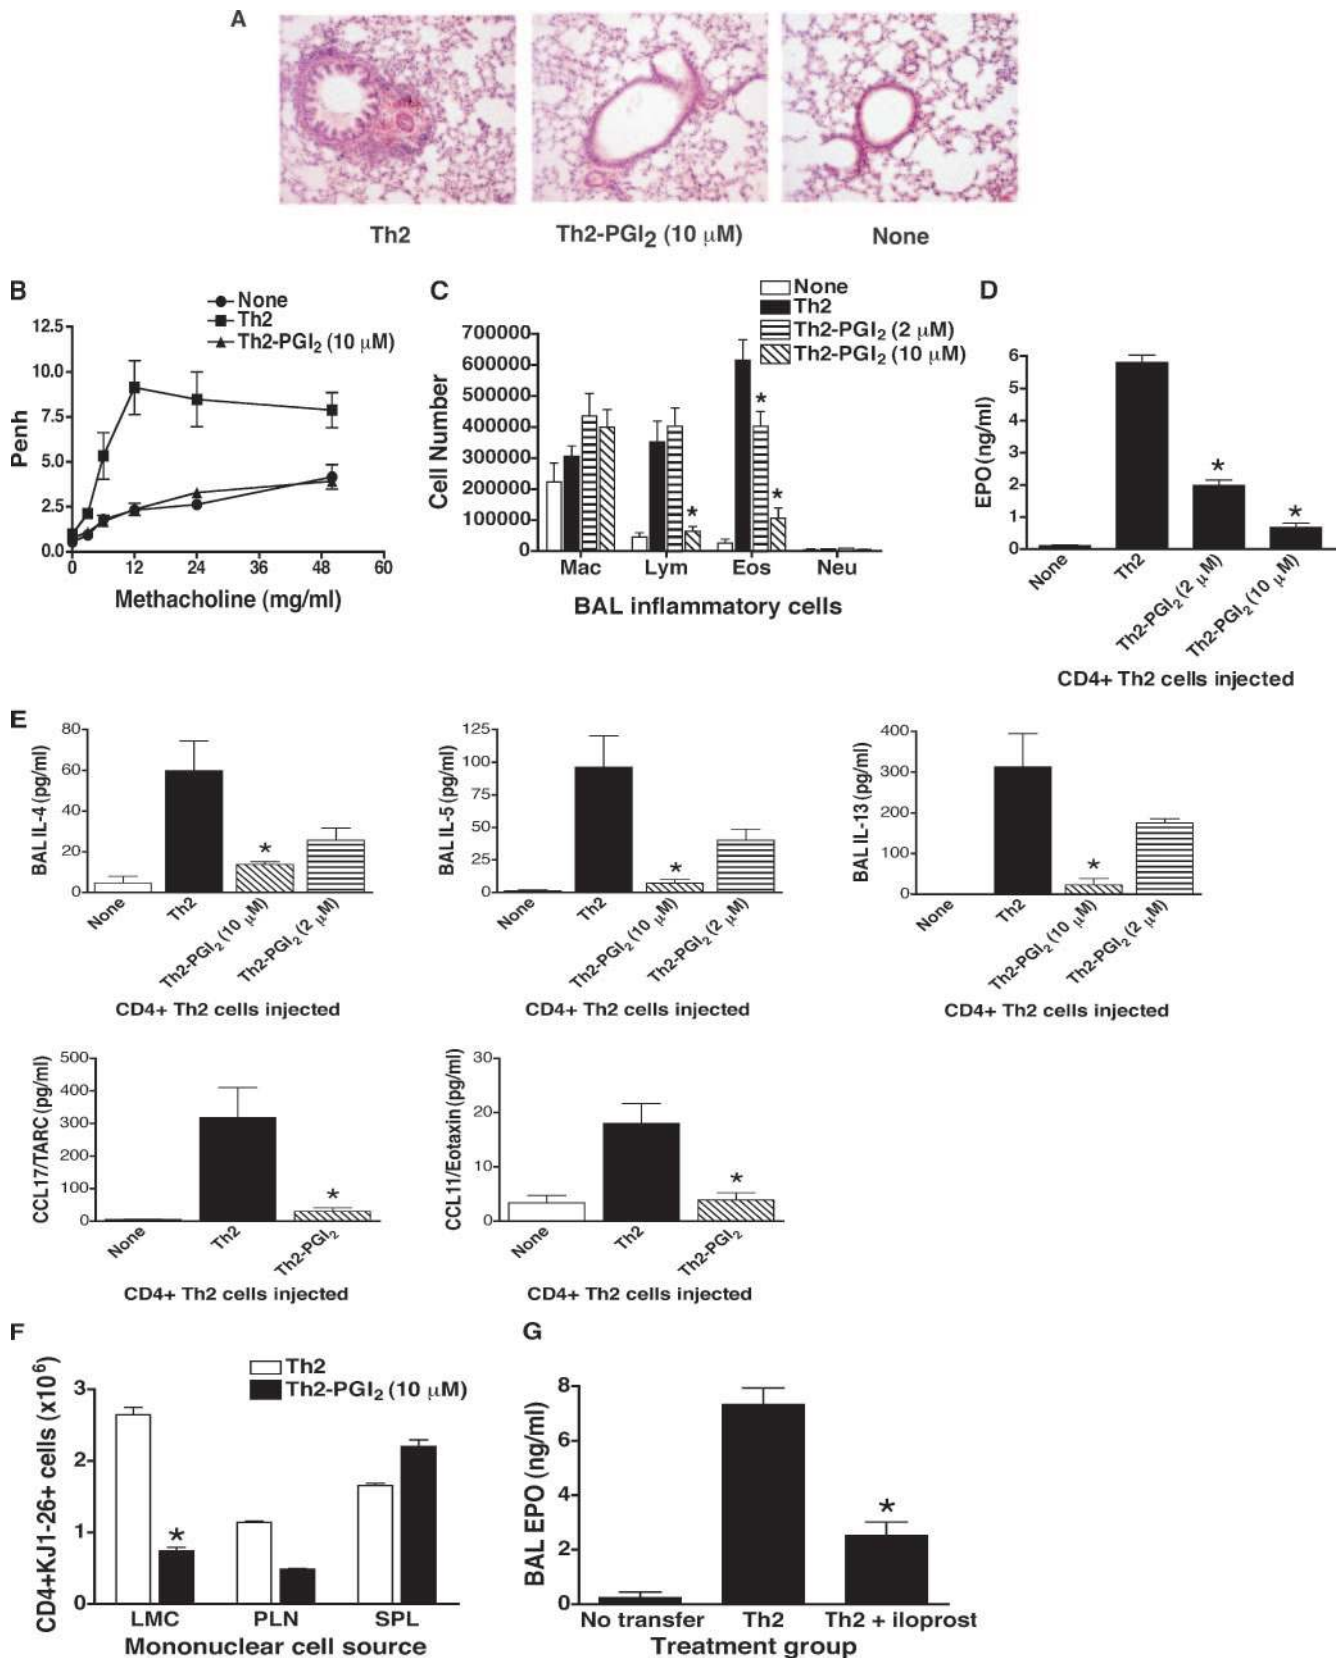 A
Th2
Th2-PGI₂ (10 μM)
None
B
None
Th2
Th2-PGI₂ (10 μM)
12.5
10.0
7.5
5.0
2.5
0.0
Penh
0 12 24 36 48 60
Methacholine (mg/ml)
C
None
Th2
Th2-PGI₂ (2 μM)
Th2-PGI₂ (10 μM)
700000
600000
500000
400000
300000
200000
100000
0
Cell Number
* * *
Mac Lym Eos Neu
BAL inflammatory cells
D
6
5
4
3
2
1
0
EPO (ng/ml)
* *
None
Th2
Th2-PGI₂ (2 μM)
Th2-PGI₂ (10 μM)
CD4+ Th2 cells injected
E
80
60
40
20
0
BAL IL-4 (pg/ml)
*
None
Th2
Th2-PGI₂ (10 μM)
Th2-PGI₂ (2 μM)
CD4+ Th2 cells injected
125
100
75
50
25
0
BAL IL-5 (pg/ml)
*
None
Th2
Th2-PGI₂ (10 μM)
Th2-PGI₂ (2 μM)
CD4+ Th2 cells injected
400
300
200
100
0
BAL IL-13 (pg/ml)
*
None
Th2
Th2-PGI₂ (10 μM)
Th2-PGI₂ (2 μM)
CD4+ Th2 cells injected
500
400
300
200
100
0
CCL17/TARC (pg/ml)
*
None
Th2
Th2-PGI₂
CD4+ Th2 cells injected
30
20
10
0
CCL11/Eotaxin (pg/ml)
*
None
Th2
Th2-PGI₂
CD4+ Th2 cells injected
F
Th2
Th2-PGI₂ (10 μM)
3
2
1
0
CD4+KJ1-26+ cells (x10⁶)
*
LMC PLN SPL
Mononuclear cell source
G
8
6
4
2
0
BAL EPO (ng/ml)
*
No transfer Th2 Th2 + iloprost
Treatment group